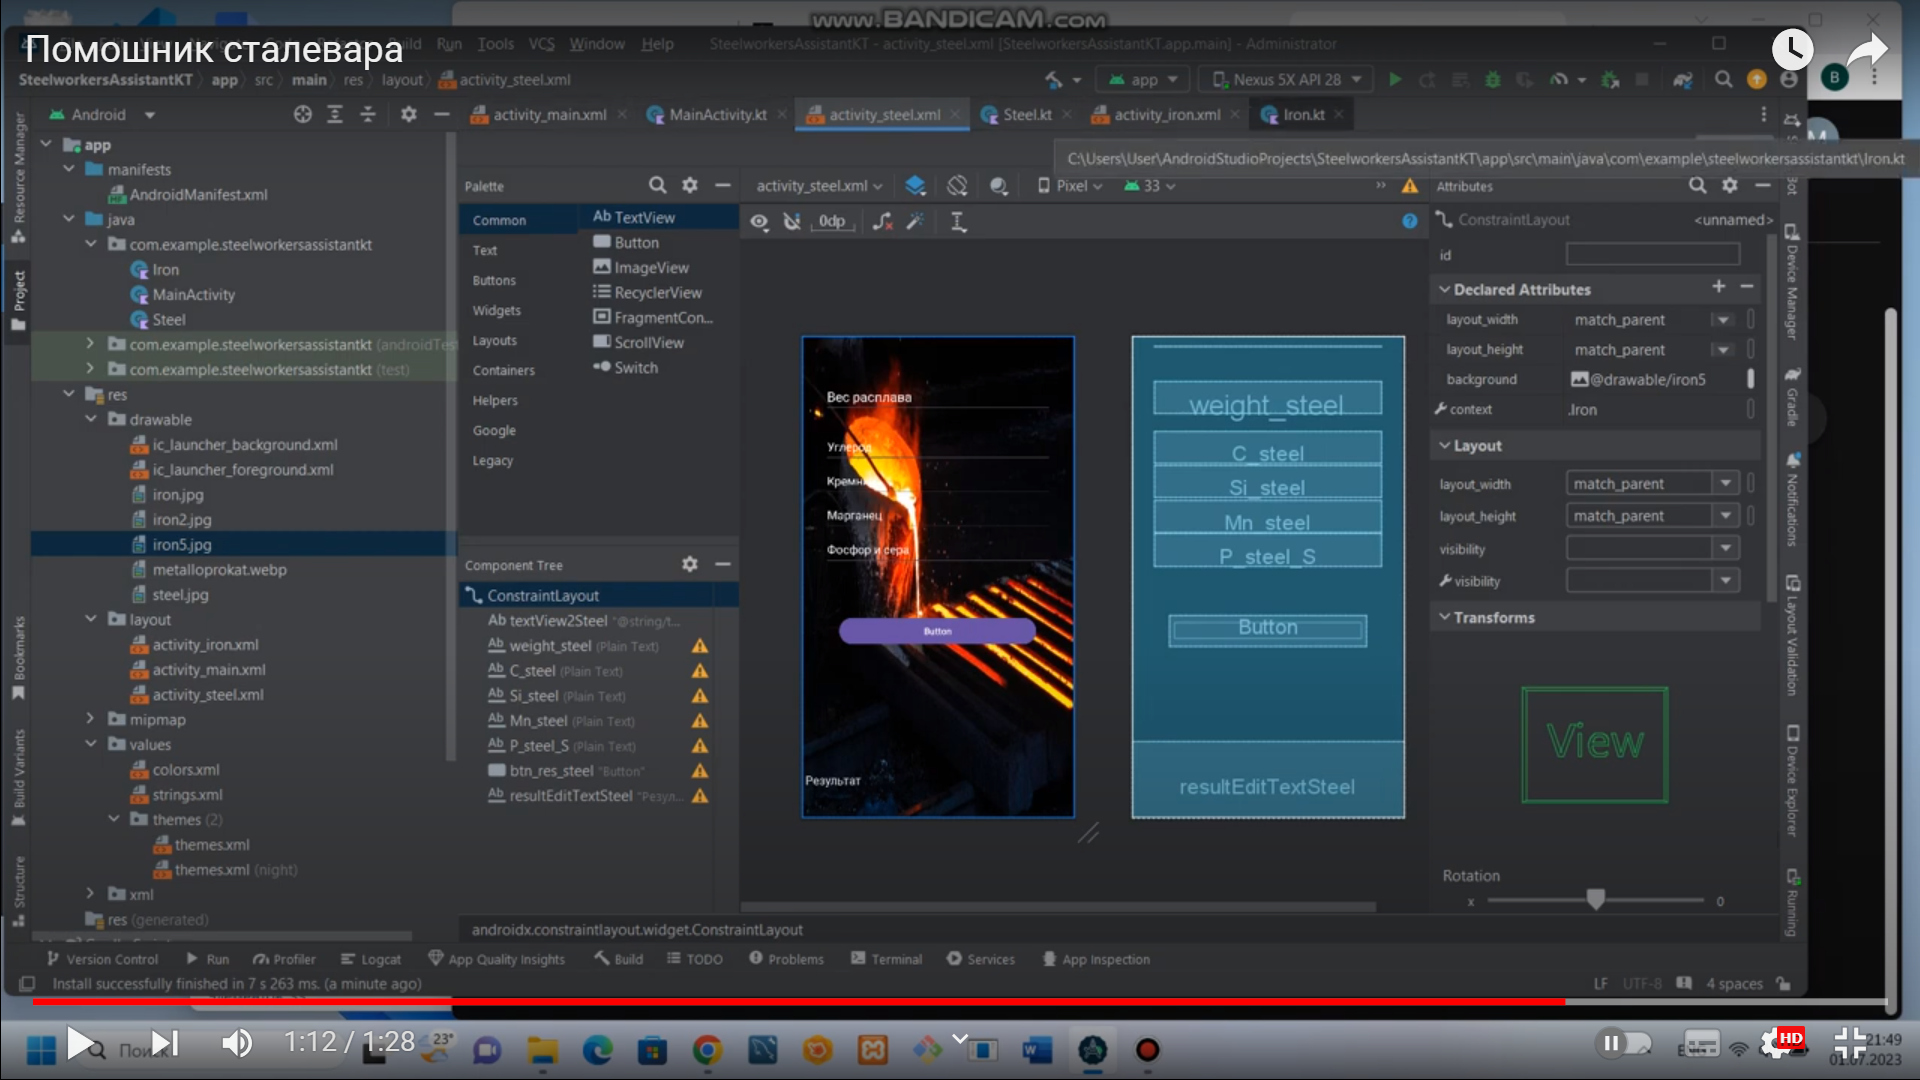 www.BANDICAM.com
Помошник сталевара
Build Run Tools VCS Window Help
SteelworkersAssistantKT - activity_steel.xml [SteelworkersAssistantKT.app.main] - Administrator
SteelworkersAssistantKT app src main res layout activity_steel.xml
app Nexus 5X API 28
B
M
Android
activity_main.xml MainActivity.kt activity_steel.xml Steel.kt activity_iron.xml Iron.kt
C:\Users\User\AndroidStudioProjects\SteelworkersAssistantKT\app\src\main\java\com\example\steelworkersassistantkt\Iron.kt
Resource Manager
Project
Bookmarks
Build Variants
Structure
app
manifests
AndroidManifest.xml
java
com.example.steelworkersassistantkt
Iron
MainActivity
Steel
com.example.steelworkersassistantkt (androidTes
com.example.steelworkersassistantkt (test)
res
drawable
ic_launcher_background.xml
ic_launcher_foreground.xml
iron.jpg
iron2.jpg
iron5.jpg
metalloprokat.webp
steel.jpg
layout
activity_iron.xml
activity_main.xml
activity_steel.xml
mipmap
values
colors.xml
strings.xml
themes (2)
themes.xml
themes.xml (night)
xml
res (generated)
Palette
Common
Text
Buttons
Widgets
Layouts
Containers
Helpers
Google
Legacy
Ab TextView
Button
ImageView
RecyclerView
FragmentCon...
ScrollView
Switch
Component Tree
ConstraintLayout
Ab textView2Steel "@string/t...
Ab weight_steel (Plain Text)
Ab C_steel (Plain Text)
Ab Si_steel (Plain Text)
Ab Mn_steel (Plain Text)
Ab P_steel_S (Plain Text)
btn_res_steel "Button"
Ab resultEditTextSteel "Резул...
activity_steel.xml Pixel 33
0dp
Вес расплава
Углерод
Кремний
Марганец
Фосфор и сера
Button
Результат
weight_steel
C_steel
Si_steel
Mn_steel
P_steel_S
Button
resultEditTextSteel
Attributes
ConstraintLayout <unnamed>
id
Declared Attributes
layout_width match_parent
layout_height match_parent
background @drawable/iron5
context .Iron
Layout
layout_width match_parent
layout_height match_parent
visibility
visibility
Transforms
View
Rotation
x 0
Device Manager
Gradle
Notifications
Layout Validation
Device Explorer
Running
androidx.constraintlayout.widget.ConstraintLayout
Version Control Run Profiler Logcat App Quality Insights Build TODO Problems Terminal Services App Inspection
Install successfully finished in 7 s 263 ms. (a minute ago)
LF UTF-8 4 spaces
1:12 / 1:28
Поиск
23°
HD
21:49
01.07.2023